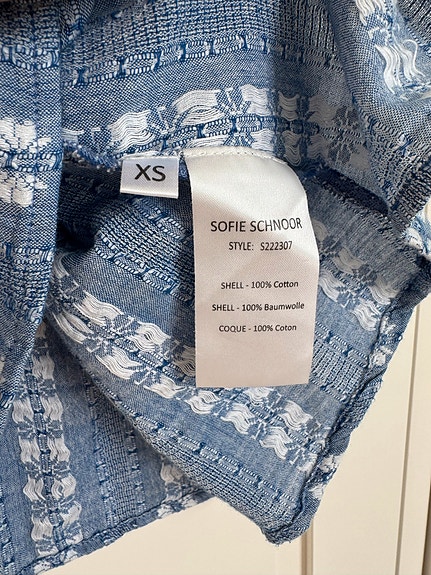 XS
SOFIE SCHNOOR
STYLE: S222307
SHELL - 100% Cotton
SHELL - 100% Baumwolle
COQUE - 100% Coton